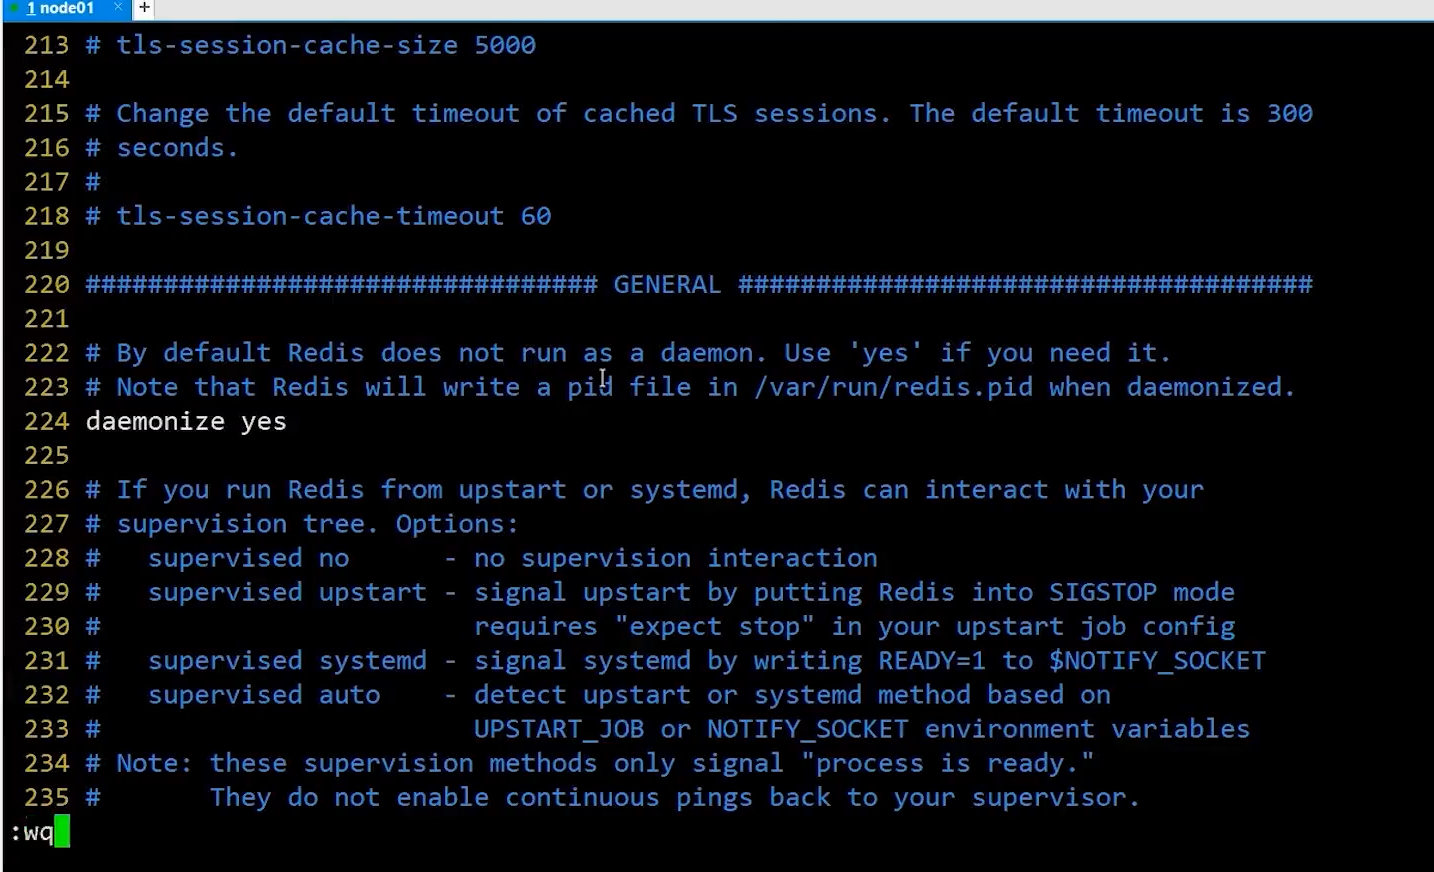 1 node01 × +
213 # tls-session-cache-size 5000
214
215 # Change the default timeout of cached TLS sessions. The default timeout is 300
216 # seconds.
217 #
218 # tls-session-cache-timeout 60
219
220 ################################# GENERAL #####################################
221
222 # By default Redis does not run as a daemon. Use 'yes' if you need it.
223 # Note that Redis will write a pid file in /var/run/redis.pid when daemonized.
224 daemonize yes
225
226 # If you run Redis from upstart or systemd, Redis can interact with your
227 # supervision tree. Options:
228 #   supervised no      - no supervision interaction
229 #   supervised upstart - signal upstart by putting Redis into SIGSTOP mode
230 #                        requires "expect stop" in your upstart job config
231 #   supervised systemd - signal systemd by writing READY=1 to $NOTIFY_SOCKET
232 #   supervised auto    - detect upstart or systemd method based on
233 #                        UPSTART_JOB or NOTIFY_SOCKET environment variables
234 # Note: these supervision methods only signal "process is ready."
235 #       They do not enable continuous pings back to your supervisor.
:wq